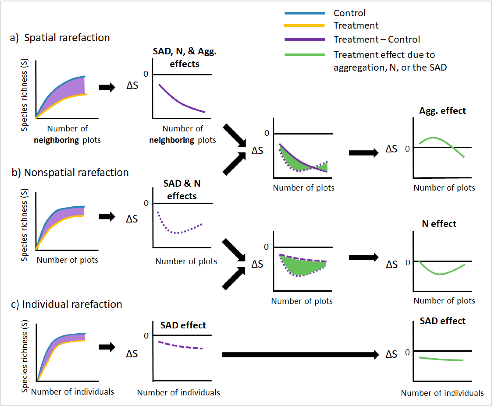 Control
Treatment
Treatment – Control
Treatment effect due to
aggregation, N, or the SAD
a) Spatial rarefaction
Species richness (S)
Number of
neighboring plots
SAD, N, & Agg.
effects
0
ΔS
Number of
neighboring plots
0
ΔS
Number of plots
Agg. effect
ΔS
0
Number of plots
b) Nonspatial rarefaction
Species richness (S)
Number of plots
SAD & N
effects
0
ΔS
Number of plots
0
ΔS
Number of plots
N effect
ΔS
0
Number of plots
c) Individual rarefaction
Species richness (S)
Number of individuals
SAD effect
0
ΔS
Number of individuals
SAD effect
0
ΔS
Number of individuals